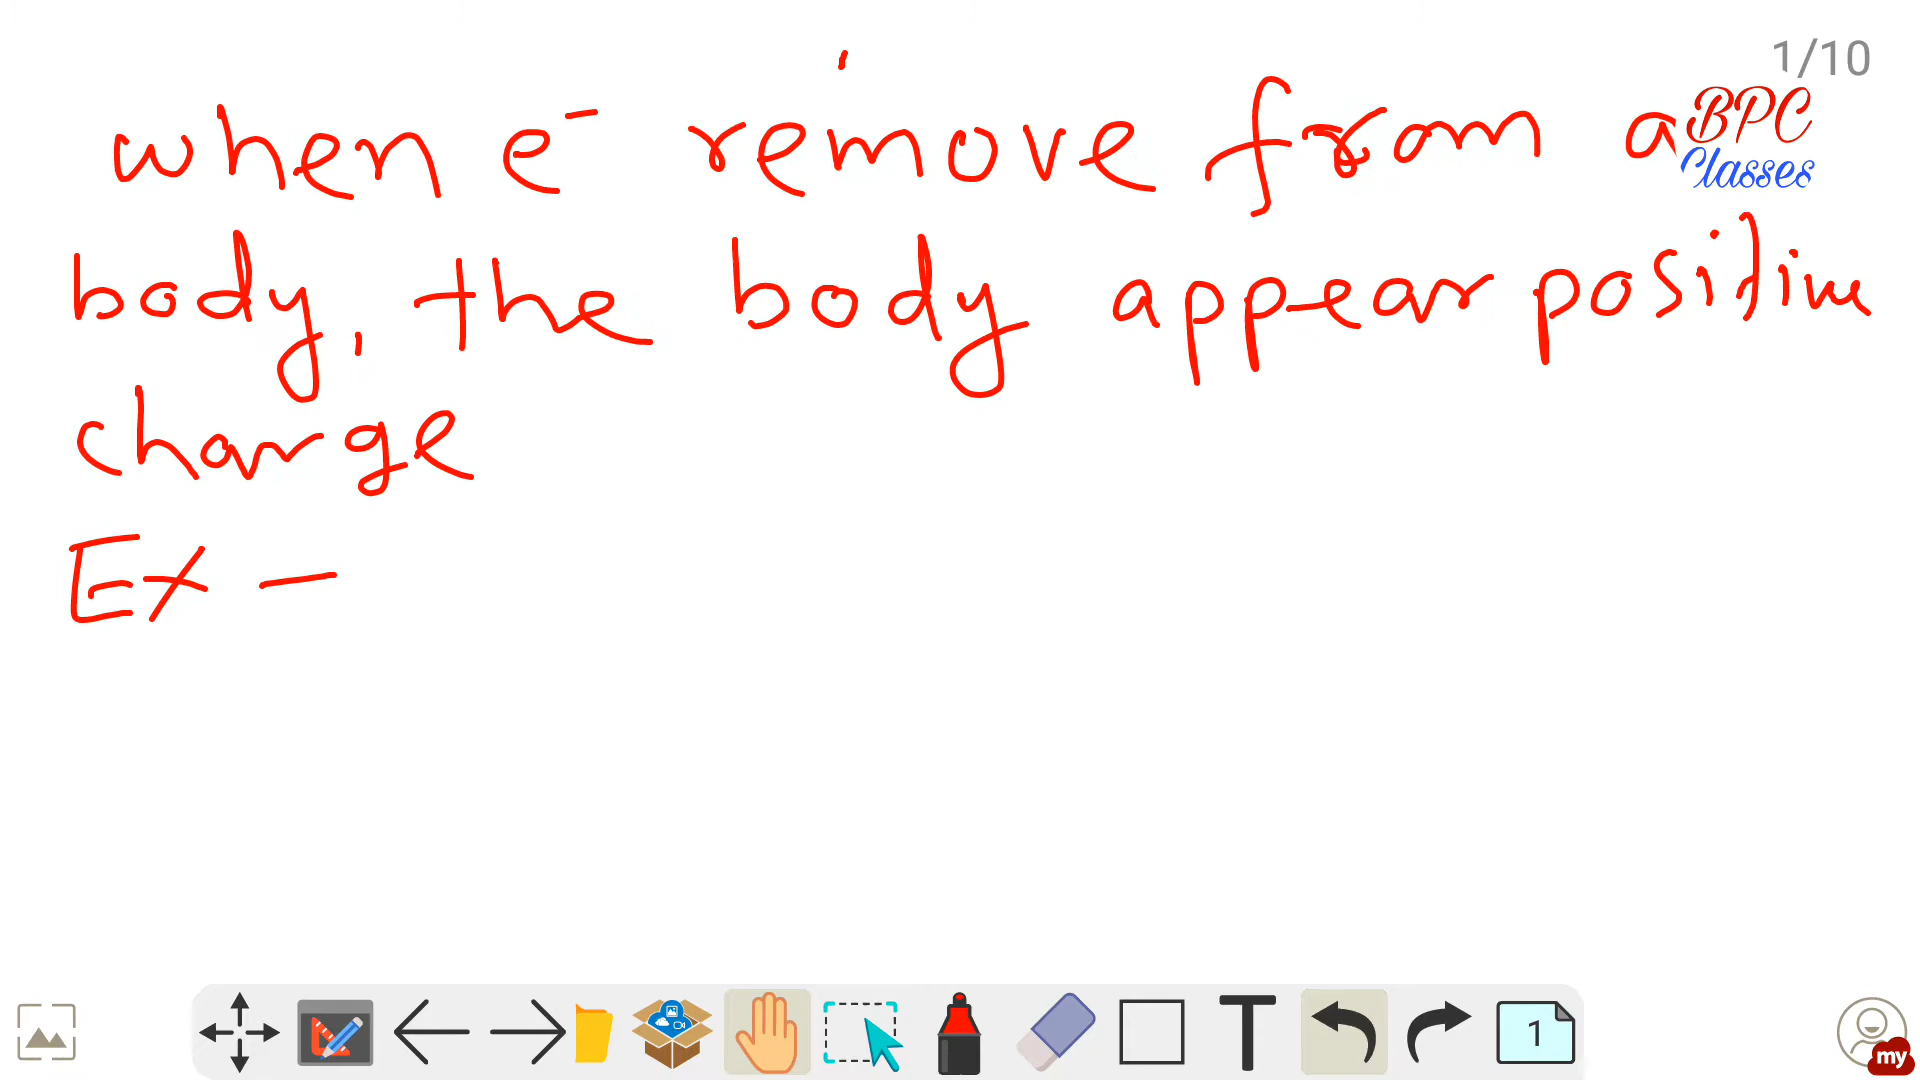 1/10
when e⁻ remove from a
BPC
Classes
body, the body appear positive
charge
Ex —
1
my